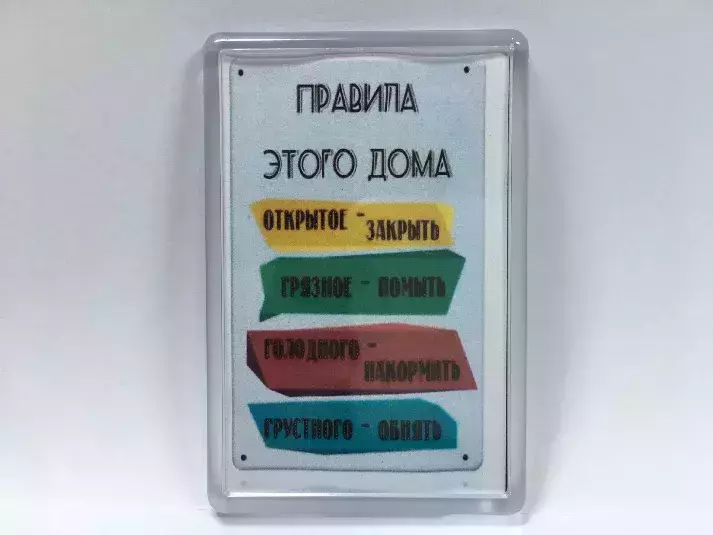 ПРАВИЛА
ЭТОГО ДОМА
ОТКРЫТОЕ -
ЗАКРЫТЬ
ГРЯЗНОЕ - ПОМЫТЬ
ГОЛОДНОГО -
НАКОРМИТЬ
ГРУСТНОГО - ОБНЯТЬ